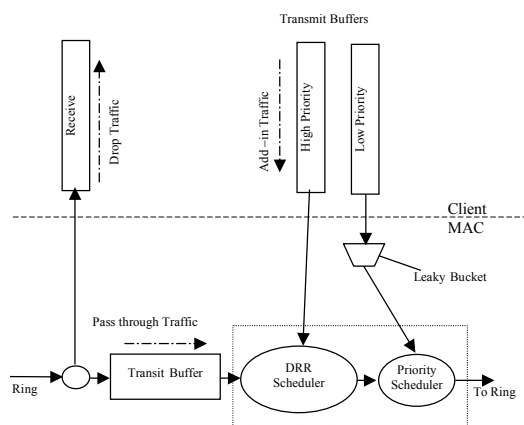 Transmit Buffers
Receive
Drop Traffic
Add –in Traffic
High Priority
Low Priority
Client
MAC
Leaky Bucket
Pass through Traffic
Ring
Transit Buffer
DRR
Scheduler
Priority
Scheduler
To Ring